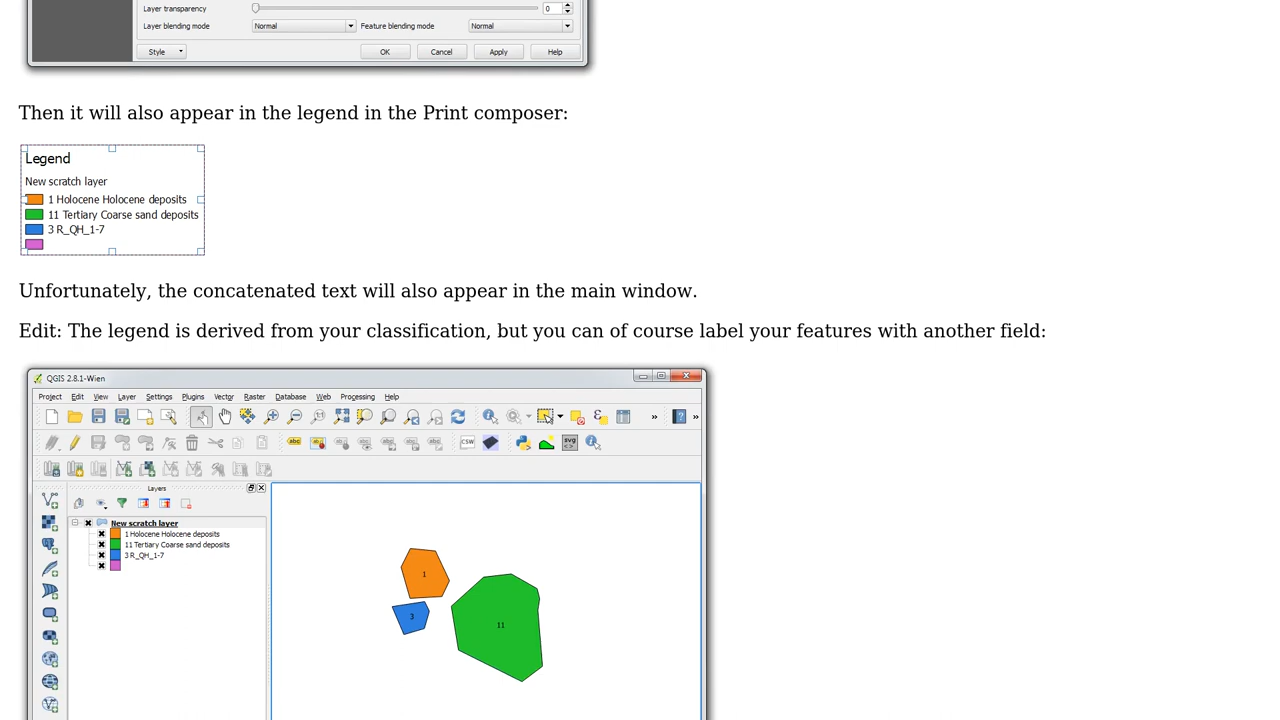 Layer transparency 0
Layer blending mode Normal Feature blending mode Normal
Style OK Cancel Apply Help
Then it will also appear in the legend in the Print composer:
Legend
New scratch layer
1 Holocene Holocene deposits
11 Tertiary Coarse sand deposits
3 R_QH_1-7
Unfortunately, the concatenated text will also appear in the main window.
Edit: The legend is derived from your classification, but you can of course label your features with another field:
QGIS 2.8.1-Wien
Project Edit View Layer Settings Plugins Vector Raster Database Web Processing Help
» ? »
abc abc CSW SVG
Layers
New scratch layer
1 Holocene Holocene deposits
11 Tertiary Coarse sand deposits
3 R_QH_1-7
1
3
11